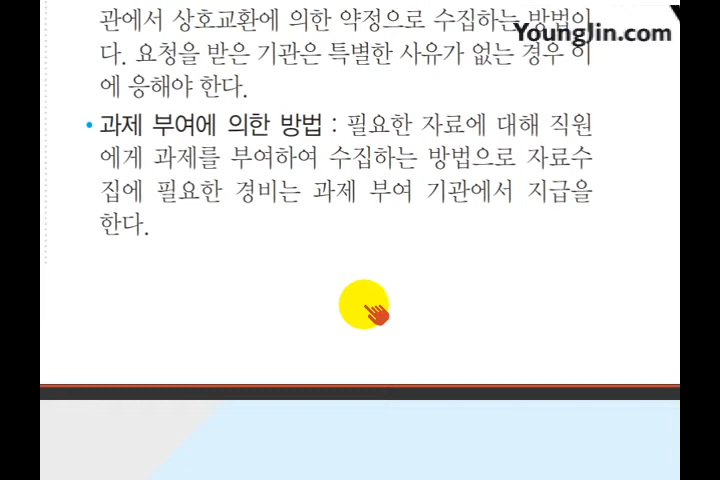 관에서 상호교환에 의한 약정으로 수집하는 방법이
YoungJin.com
다. 요청을 받은 기관은 특별한 사유가 없는 경우 이
에 응해야 한다.
• 과제 부여에 의한 방법 : 필요한 자료에 대해 직원
에게 과제를 부여하여 수집하는 방법으로 자료수
집에 필요한 경비는 과제 부여 기관에서 지급을
한다.